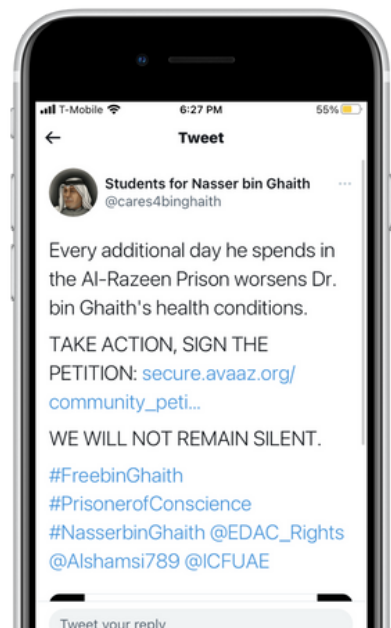 T-Mobile 6:27 PM 55%
Tweet
Students for Nasser bin Ghaith
@cares4binghaith
Every additional day he spends in
the Al-Razeen Prison worsens Dr.
bin Ghaith's health conditions.
TAKE ACTION, SIGN THE
PETITION: secure.avaaz.org/
community_peti...
WE WILL NOT REMAIN SILENT.
#FreebinGhaith
#PrisonerofConscience
#NasserbinGhaith @EDAC_Rights
@Alshamsi789 @ICFUAE
Tweet your reply